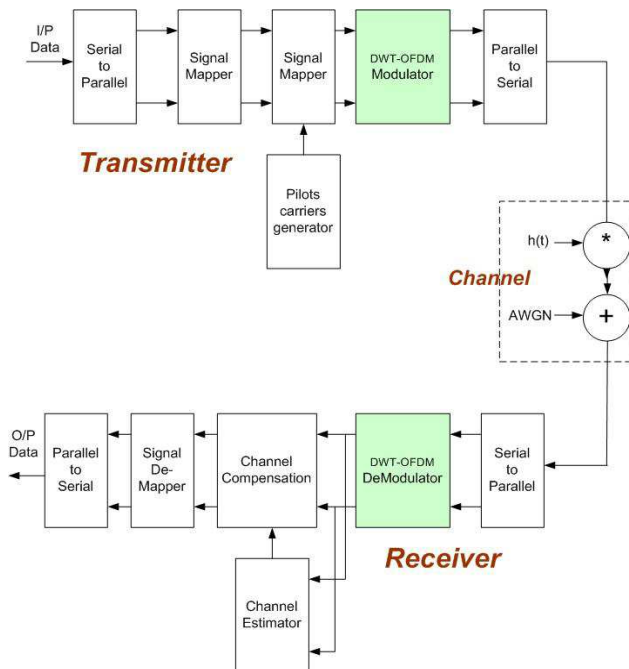 I/P
Data
Serial
to
Parallel
Signal
Mapper
Signal
Mapper
DWT-OFDM
Modulator
Parallel
to
Serial
Transmitter
Pilots
carriers
generator
h(t)
*
Channel
AWGN
+
O/P
Data
Parallel
to
Serial
Signal
De-
Mapper
Channel
Compensation
DWT-OFDM
DeModulator
Serial
to
Parallel
Receiver
Channel
Estimator